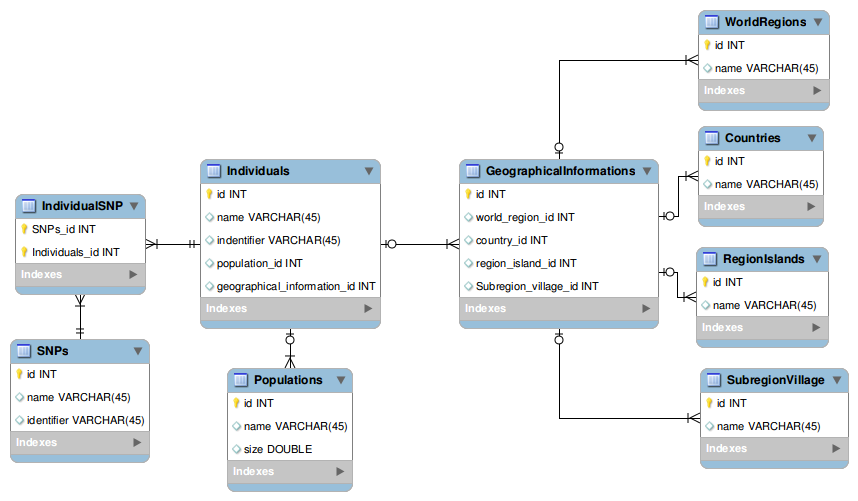 WorldRegions
id INT
name VARCHAR(45)
Indexes
Countries
id INT
name VARCHAR(45)
Indexes
Individuals
id INT
name VARCHAR(45)
indentifier VARCHAR(45)
population_id INT
geographical_information_id INT
Indexes
GeographicalInformations
id INT
world_region_id INT
country_id INT
region_island_id INT
Subregion_village_id INT
Indexes
IndividualSNP
SNPs_id INT
Individuals_id INT
Indexes
RegionIslands
id INT
name VARCHAR(45)
Indexes
SNPs
id INT
name VARCHAR(45)
identifier VARCHAR(45)
Indexes
Populations
id INT
name VARCHAR(45)
size DOUBLE
Indexes
SubregionVillage
id INT
name VARCHAR(45)
Indexes